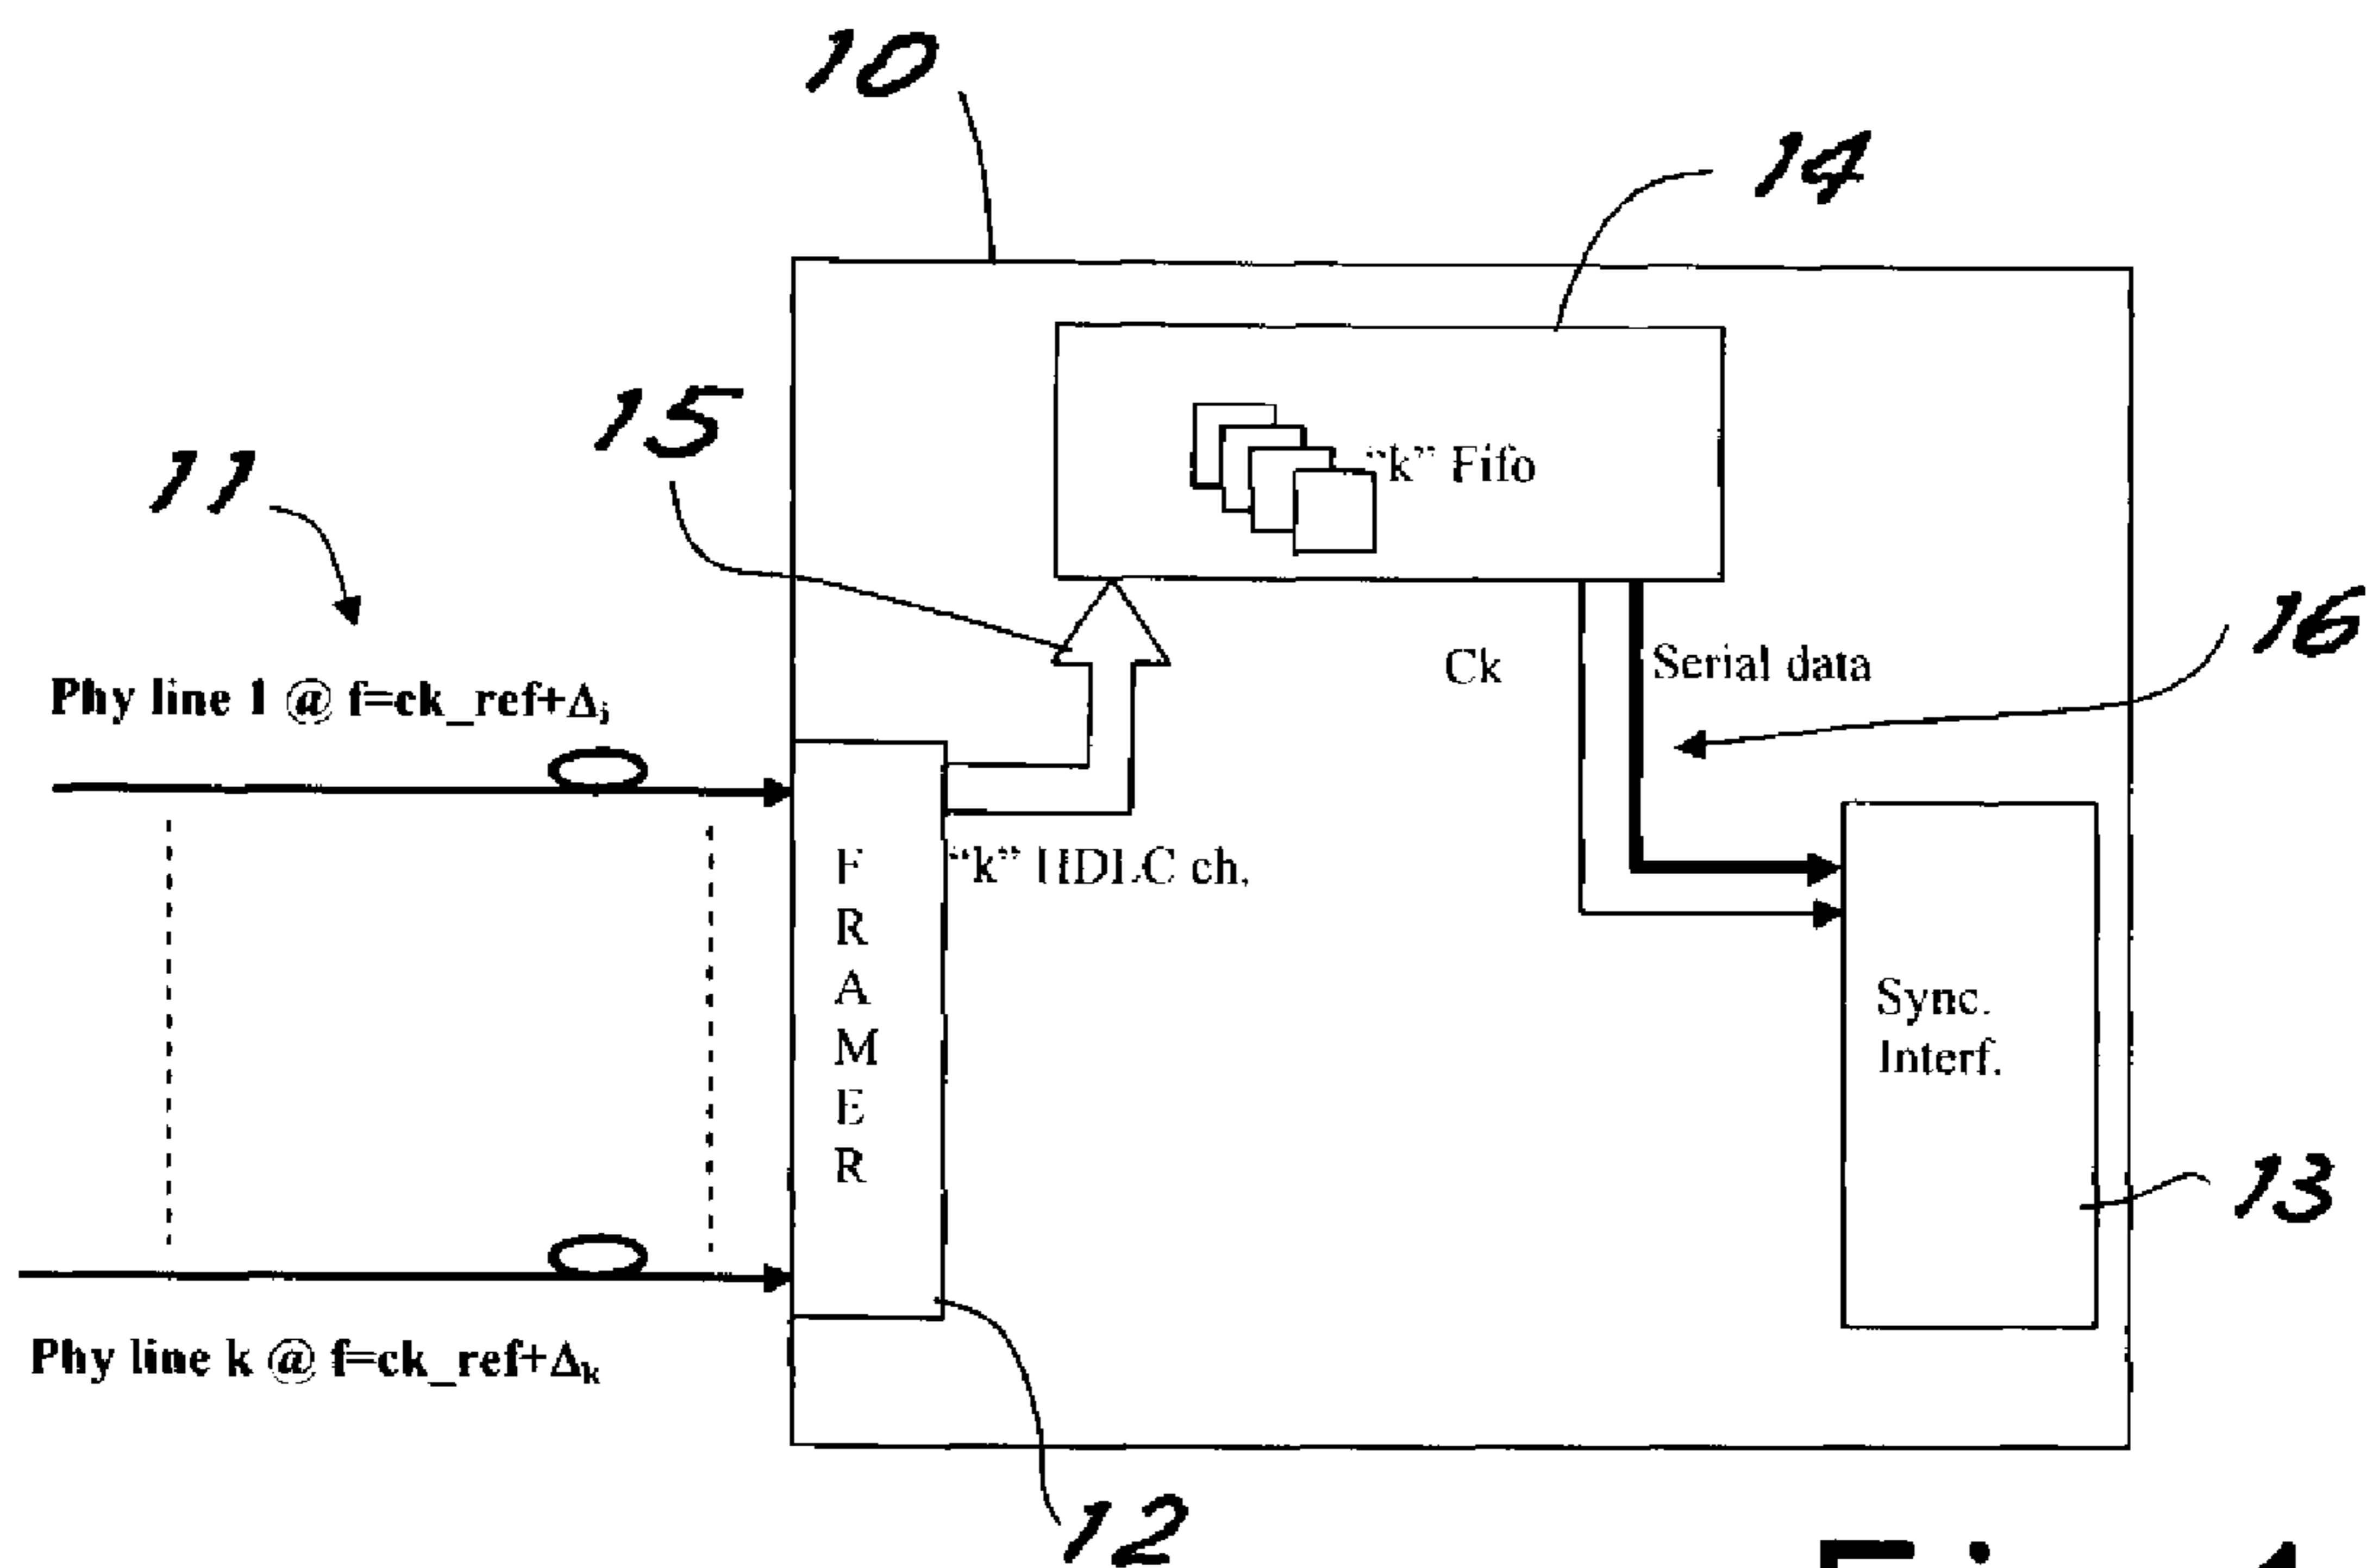 10
14
15
11
"k" Fifo
16
Ck
Serial data
Phy line 1 @ f=ck_ref+Δj
"k" HDLC ch.
F
R
A
M
E
R
Sync.
Interf.
13
Phy line k @ f=ck_ref+Δk
12